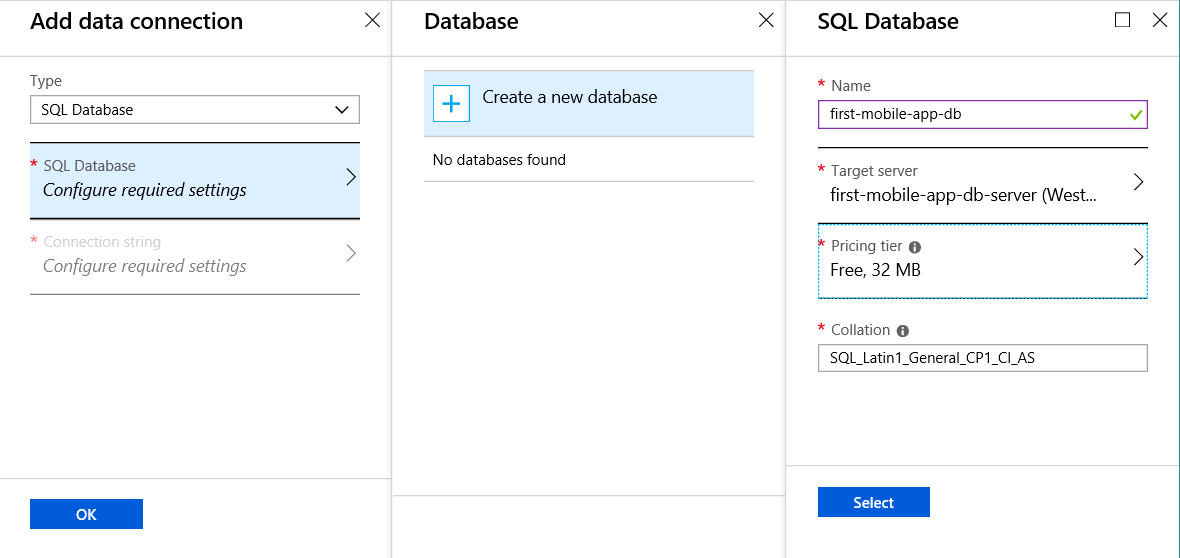 Add data connection
Type
SQL Database
* SQL Database
Configure required settings
* Connection string
Configure required settings
OK
Database
Create a new database
No databases found
SQL Database
* Name
first-mobile-app-db
* Target server
first-mobile-app-db-server (West...
* Pricing tier
Free, 32 MB
* Collation
SQL_Latin1_General_CP1_CI_AS
Select